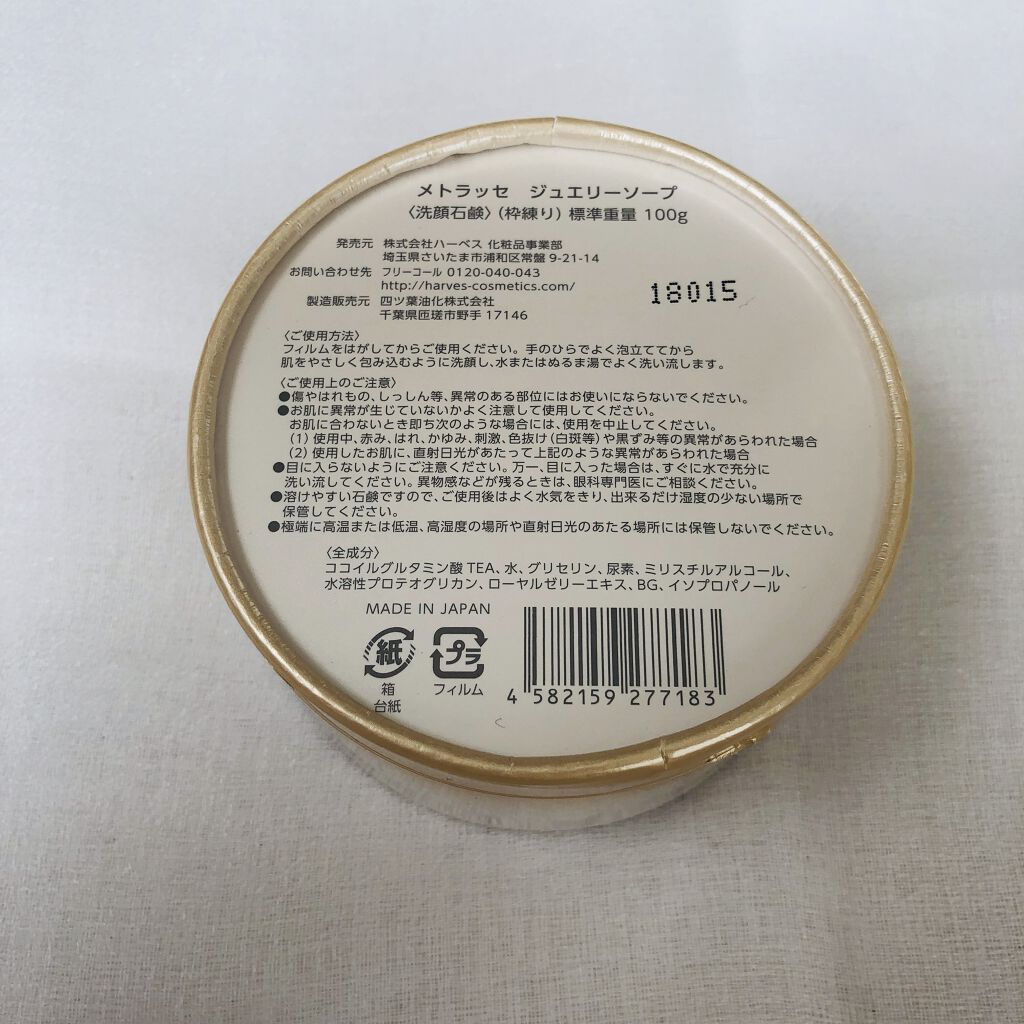 メトラッセ ジュエリーソープ
〈洗顔石鹸〉(枠練り) 標準重量 100g
発売元 株式会社ハーベス 化粧品事業部
埼玉県さいたま市浦和区常盤 9-21-14
お問い合わせ先 フリーコール 0120-040-043
http://harves-cosmetics.com/
製造販売元 四ツ葉油化株式会社
千葉県匝瑳市野手 17146
18015
〈ご使用方法〉
フィルムをはがしてからご使用ください。手のひらでよく泡立ててから
肌をやさしく包み込むように洗顔し、水またはぬるま湯でよく洗い流します。
〈ご使用上のご注意〉
●傷やはれもの、しっしん等、異常のある部位にはお使いにならないでください。
●お肌に異常が生じていないかよく注意して使用してください。
お肌に合わないとき即ち次のような場合には、使用を中止してください。
(1) 使用中、赤み、はれ、かゆみ、刺激、色抜け(白斑等)や黒ずみ等の異常があらわれた場合
(2) 使用したお肌に、直射日光があたって上記のような異常があらわれた場合
●目に入らないようにご注意ください。万一、目に入った場合は、すぐに水で充分に
洗い流してください。異物感などが残るときは、眼科専門医にご相談ください。
●溶けやすい石鹸ですので、ご使用後はよく水気をきり、出来るだけ湿度の少ない場所で
保管してください。
●極端に高温または低温、高湿度の場所や直射日光のあたる場所には保管しないでください。
〈全成分〉
ココイルグルタミン酸TEA、水、グリセリン、尿素、ミリスチルアルコール、
水溶性プロテオグリカン、ローヤルゼリーエキス、BG、イソプロパノール
MADE IN JAPAN
紙 プラ
箱 フィルム
台紙
4 582159 277183